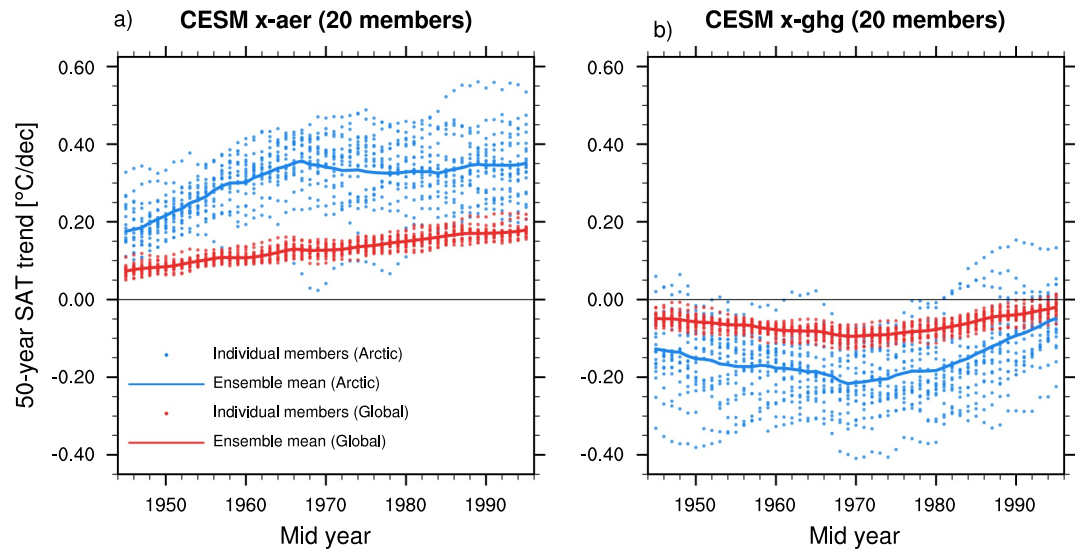 a) CESM x-aer (20 members)
0.60
0.40
0.20
0.00
-0.20
-0.40
50-year SAT trend [°C/dec]
Individual members (Arctic)
Ensemble mean (Arctic)
Individual members (Global)
Ensemble mean (Global)
1950 1960 1970 1980 1990
Mid year
b) CESM x-ghg (20 members)
0.60
0.40
0.20
0.00
-0.20
-0.40
1950 1960 1970 1980 1990
Mid year